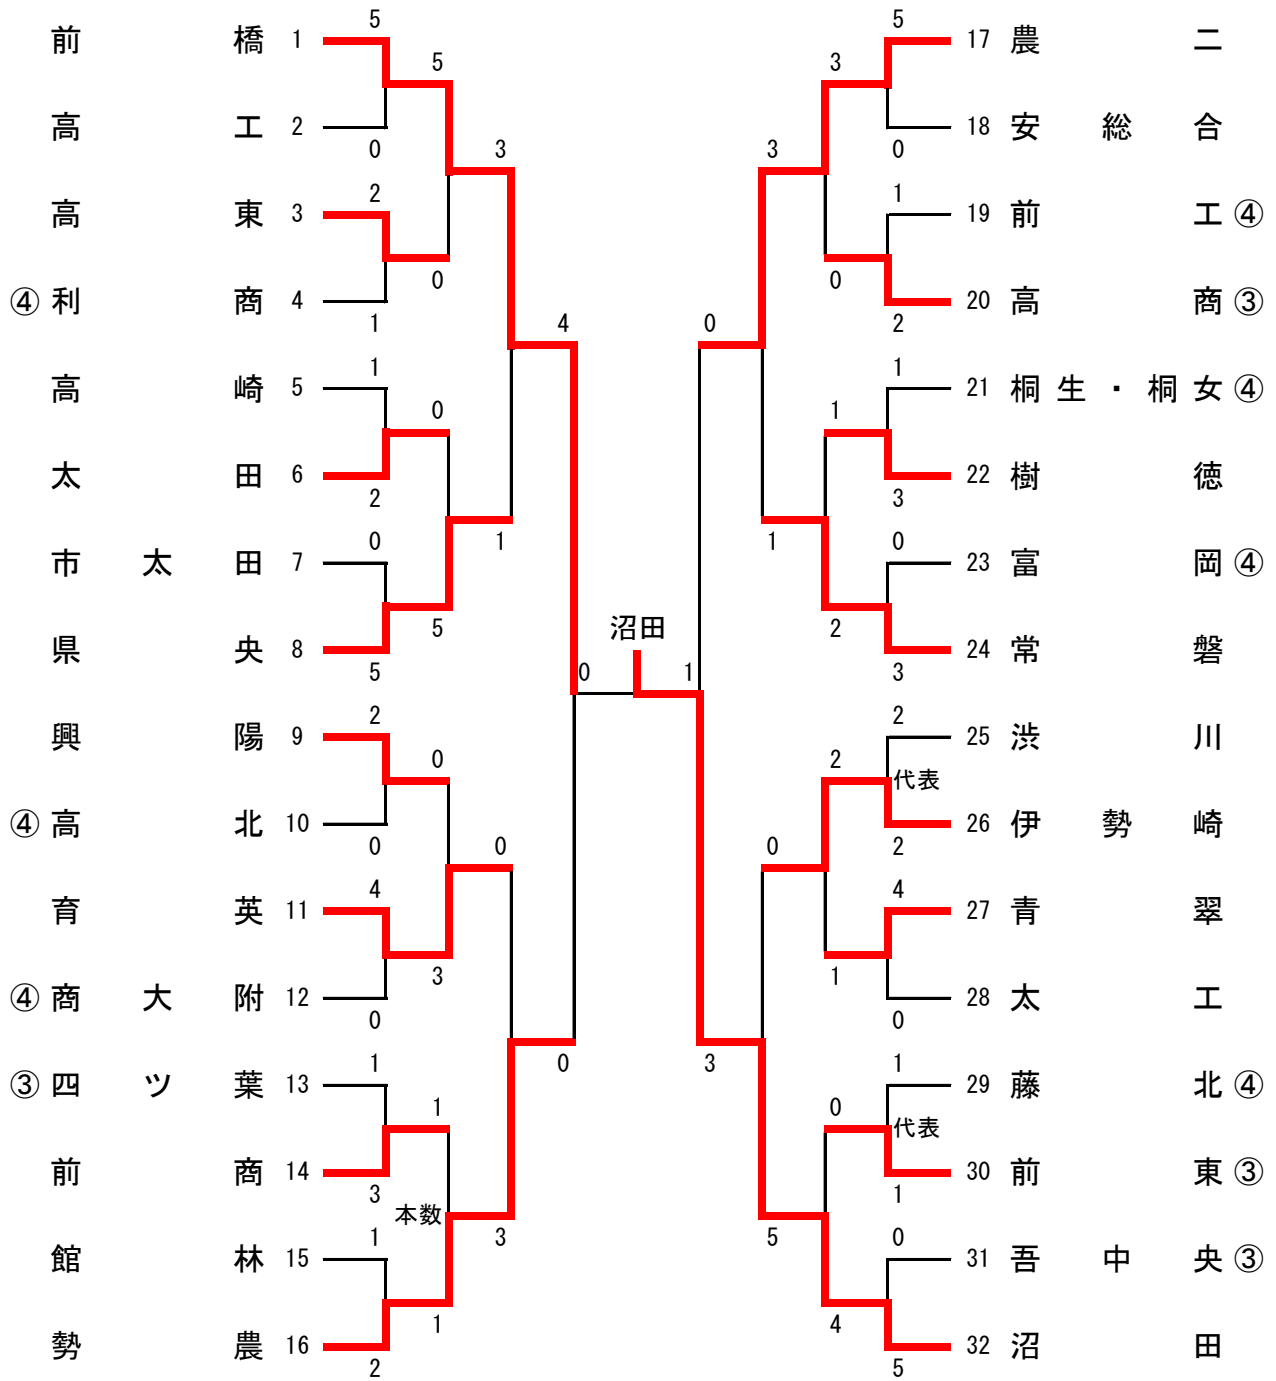 5
5
前橋 1
17 農二
5
3
高工 2
18 安総合
0
3
3
0
2
1
高東 3
19 前工④
0
0
④利商 4
20 高商③
1
4
0
2
1
1
高崎 5
21 桐生・桐女④
0
1
太田 6
22 樹徳
2
3
0
1
1
0
市太田 7
23 富岡④
5
沼田
2
県央 8
24 常磐
5
0
1
3
2
2
興陽 9
25 渋川
0
2
代表
④高北 10
26 伊勢崎
0
0
0
2
4
4
育英 11
27 青翠
3
1
④商大附 12
28 太工
0
0
1
0
3
1
③四ツ葉 13
29 藤北④
1
0
代表
前商 14
30 前東③
3
1
本数
1
3
5
0
館林 15
31 吾中央③
1
4
勢農 16
32 沼田
2
5